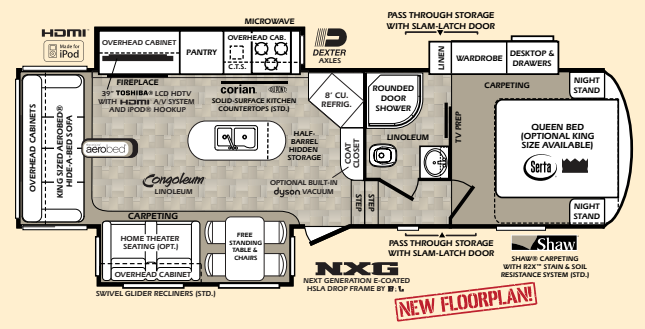 HDMI
Made for
iPod
MICROWAVE
OVERHEAD CABINET
PANTRY
OVERHEAD CAB.
C.T.S.
DEXTER
AXLES
PASS THROUGH STORAGE
WITH SLAM-LATCH DOOR
LINEN
WARDROBE
DESKTOP &
DRAWERS
FIREPLACE
39" TOSHIBA® LCD HDTV
WITH HDMI A/V SYSTEM
AND IPOD® HOOKUP
corian.
SOLID-SURFACE KITCHEN
COUNTERTOPS (STD.)
8' CU.
REFRIG.
ROUNDED
DOOR
SHOWER
CARPETING
NIGHT
STAND
OVERHEAD CABINETS
KING SIZED AEROBED®
HIDE-A-BED SOFA
aerobed
HALF-
BARREL
HIDDEN
STORAGE
COAT
CLOSET
LINOLEUM
TV PREP
QUEEN BED
(OPTIONAL KING
SIZE AVAILABLE)
Serta
Congoleum
LINOLEUM
OPTIONAL BUILT-IN
dyson VACUUM
STEP
STEP
NIGHT
STAND
CARPETING
HOME THEATER
SEATING (OPT.)
OVERHEAD CABINET
FREE
STANDING
TABLE &
CHAIRS
SWIVEL GLIDER RECLINERS (STD.)
PASS THROUGH STORAGE
WITH SLAM-LATCH DOOR
NXG
NEXT GENERATION E-COATED
HSLA DROP FRAME BY
Shaw
SHAW® CARPETING
WITH R2X™ STAIN & SOIL
RESISTANCE SYSTEM (STD.)
NEW FLOORPLAN!